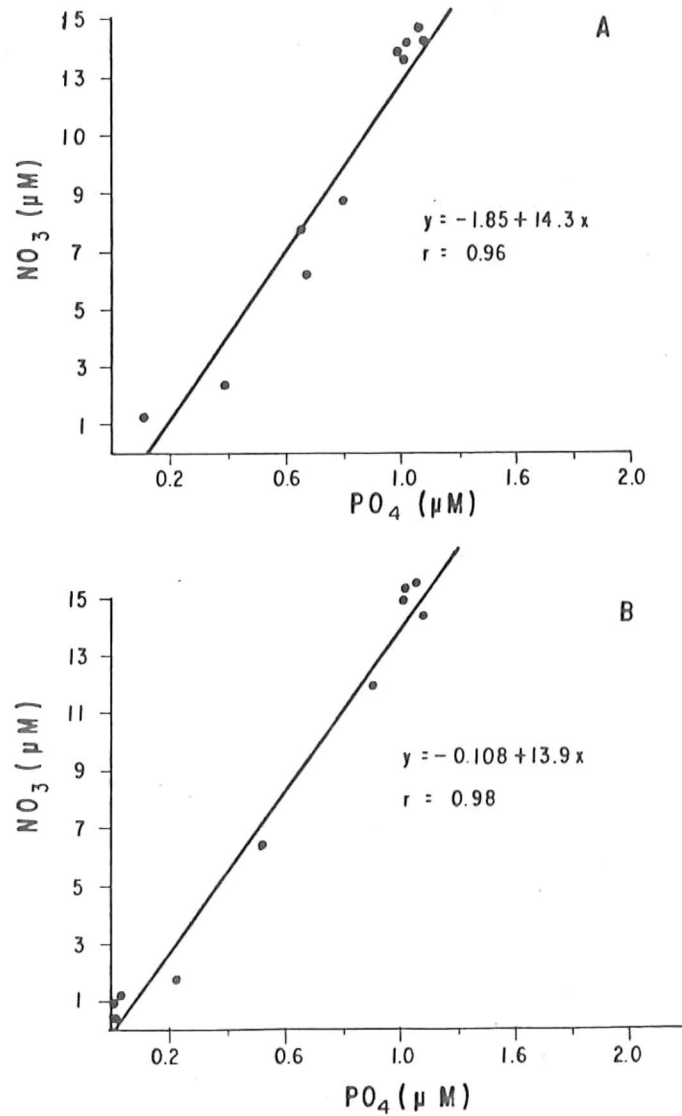 A
15
13
10
9
7
5
3
1
NO3 (μM)
y = -1.85 + 14.3 x
r = 0.96
0.2 0.6 1.0 1.6 2.0
PO4 (μM)
B
15
13
11
9
7
5
3
1
NO3 (μM)
y = -0.108 + 13.9 x
r = 0.98
0.2 0.6 1.0 1.6 2.0
PO4 (μM)